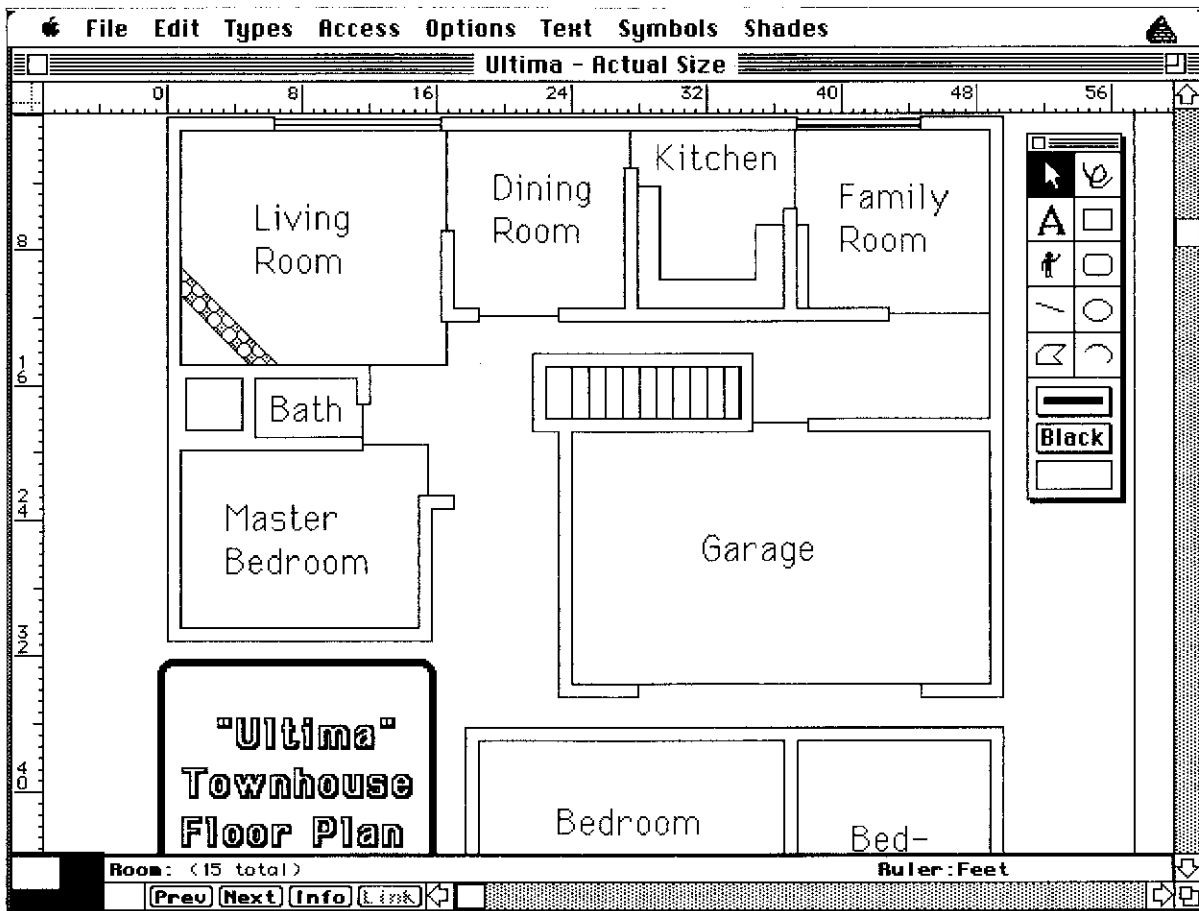 File Edit Types Access Options Text Symbols Shades
Ultima - Actual Size
0 8 16 24 32 40 48 56
Kitchen
Dining
Room
Family
Room
Living
Room
8
16
Bath
Black
24
Master
Bedroom
Garage
32
"Ultima"
Townhouse
Floor Plan
40
Bedroom
Bed-
Room: (15 total)
Ruler:Feet
Prev Next Info Link
A